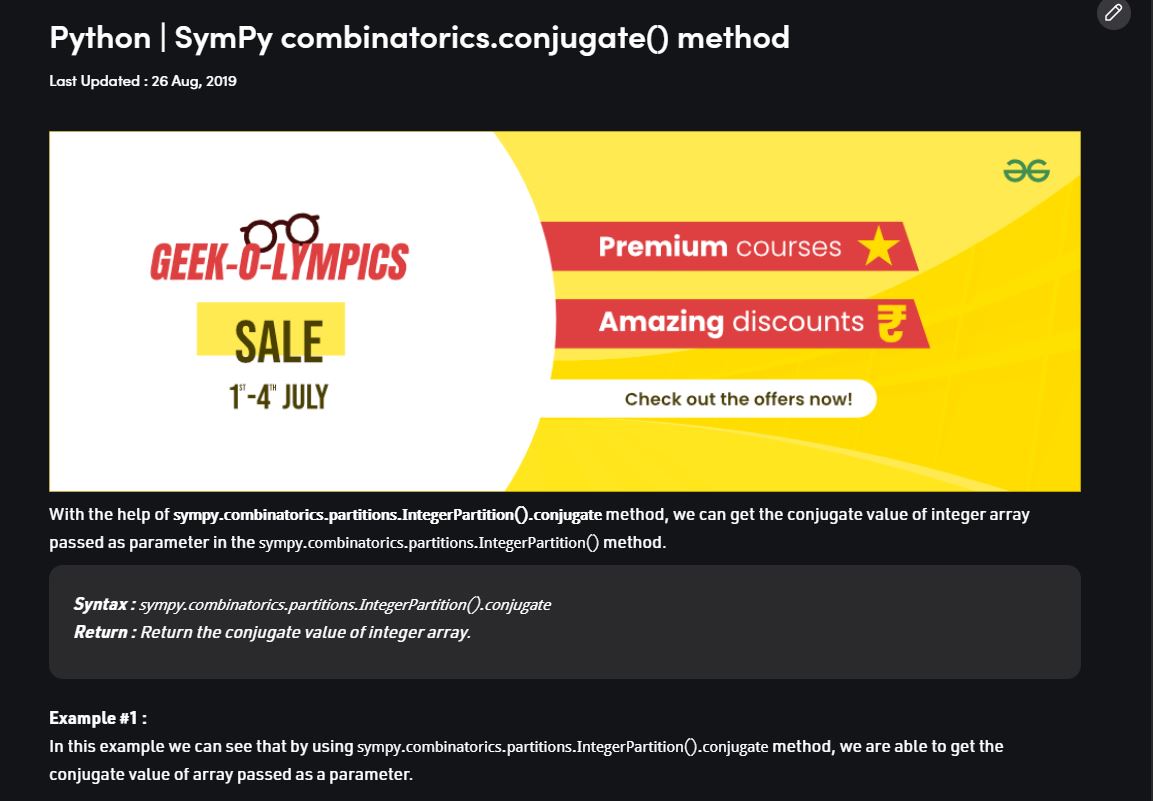 Python | SymPy combinatorics.conjugate() method
Last Updated : 26 Aug, 2019
GEEK-O-LYMPICS
SALE
1ST-4TH JULY
Premium courses
Amazing discounts ₹
Check out the offers now!
With the help of sympy.combinatorics.partitions.IntegerPartition().conjugate method, we can get the conjugate value of integer array
passed as parameter in the sympy.combinatorics.partitions.IntegerPartition() method.
Syntax : sympy.combinatorics.partitions.IntegerPartition().conjugate
Return : Return the conjugate value of integer array.
Example #1 :
In this example we can see that by using sympy.combinatorics.partitions.IntegerPartition().conjugate method, we are able to get the
conjugate value of array passed as a parameter.